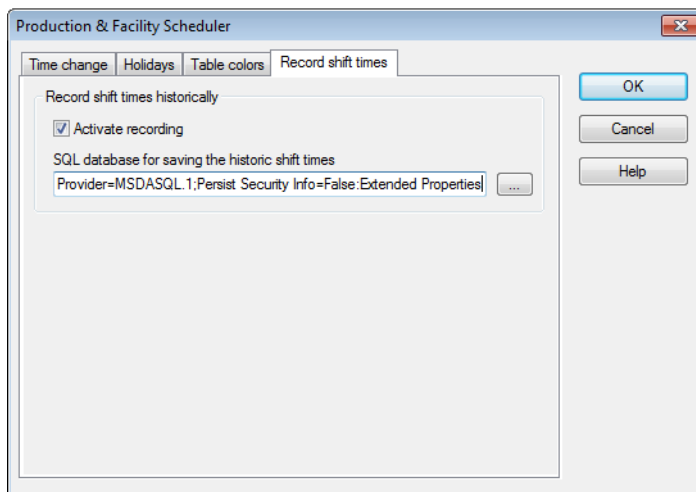 Production & Facility Scheduler
Time change Holidays Table colors Record shift times
Record shift times historically
Activate recording
SQL database for saving the historic shift times
Provider=MSDASQL.1;Persist Security Info=False:Extended Properties
...
OK
Cancel
Help